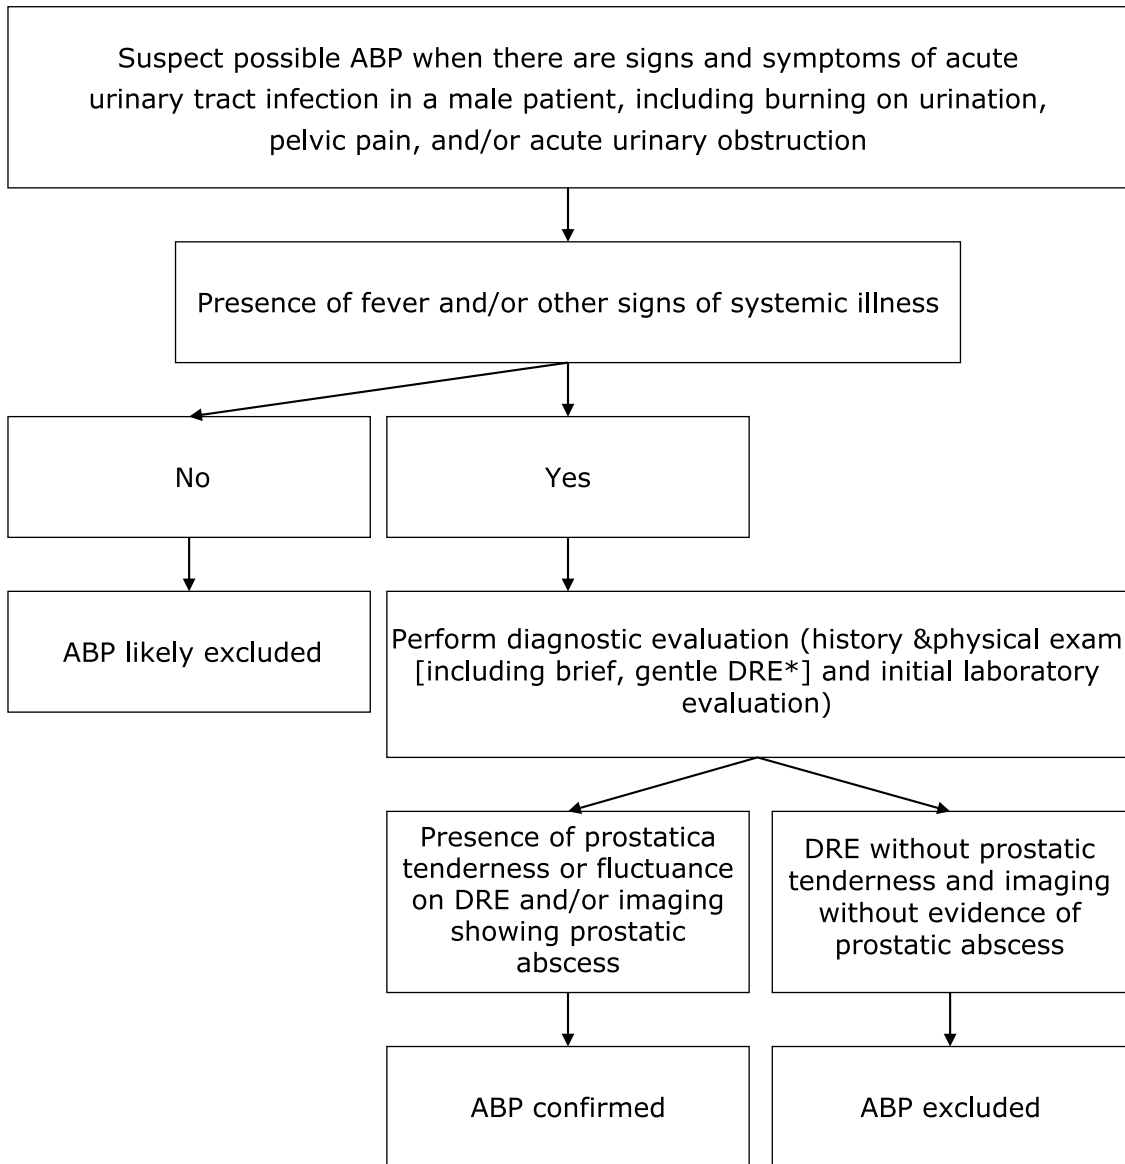 Suspect possible ABP when there are signs and symptoms of acute
urinary tract infection in a male patient, including burning on urination,
pelvic pain, and/or acute urinary obstruction
Presence of fever and/or other signs of systemic illness
No
Yes
ABP likely excluded
Perform diagnostic evaluation (history &physical exam
[including brief, gentle DRE*] and initial laboratory
evaluation)
Presence of prostatica
tenderness or fluctuance
on DRE and/or imaging
showing prostatic
abscess
DRE without prostatic
tenderness and imaging
without evidence of
prostatic abscess
ABP confirmed
ABP excluded